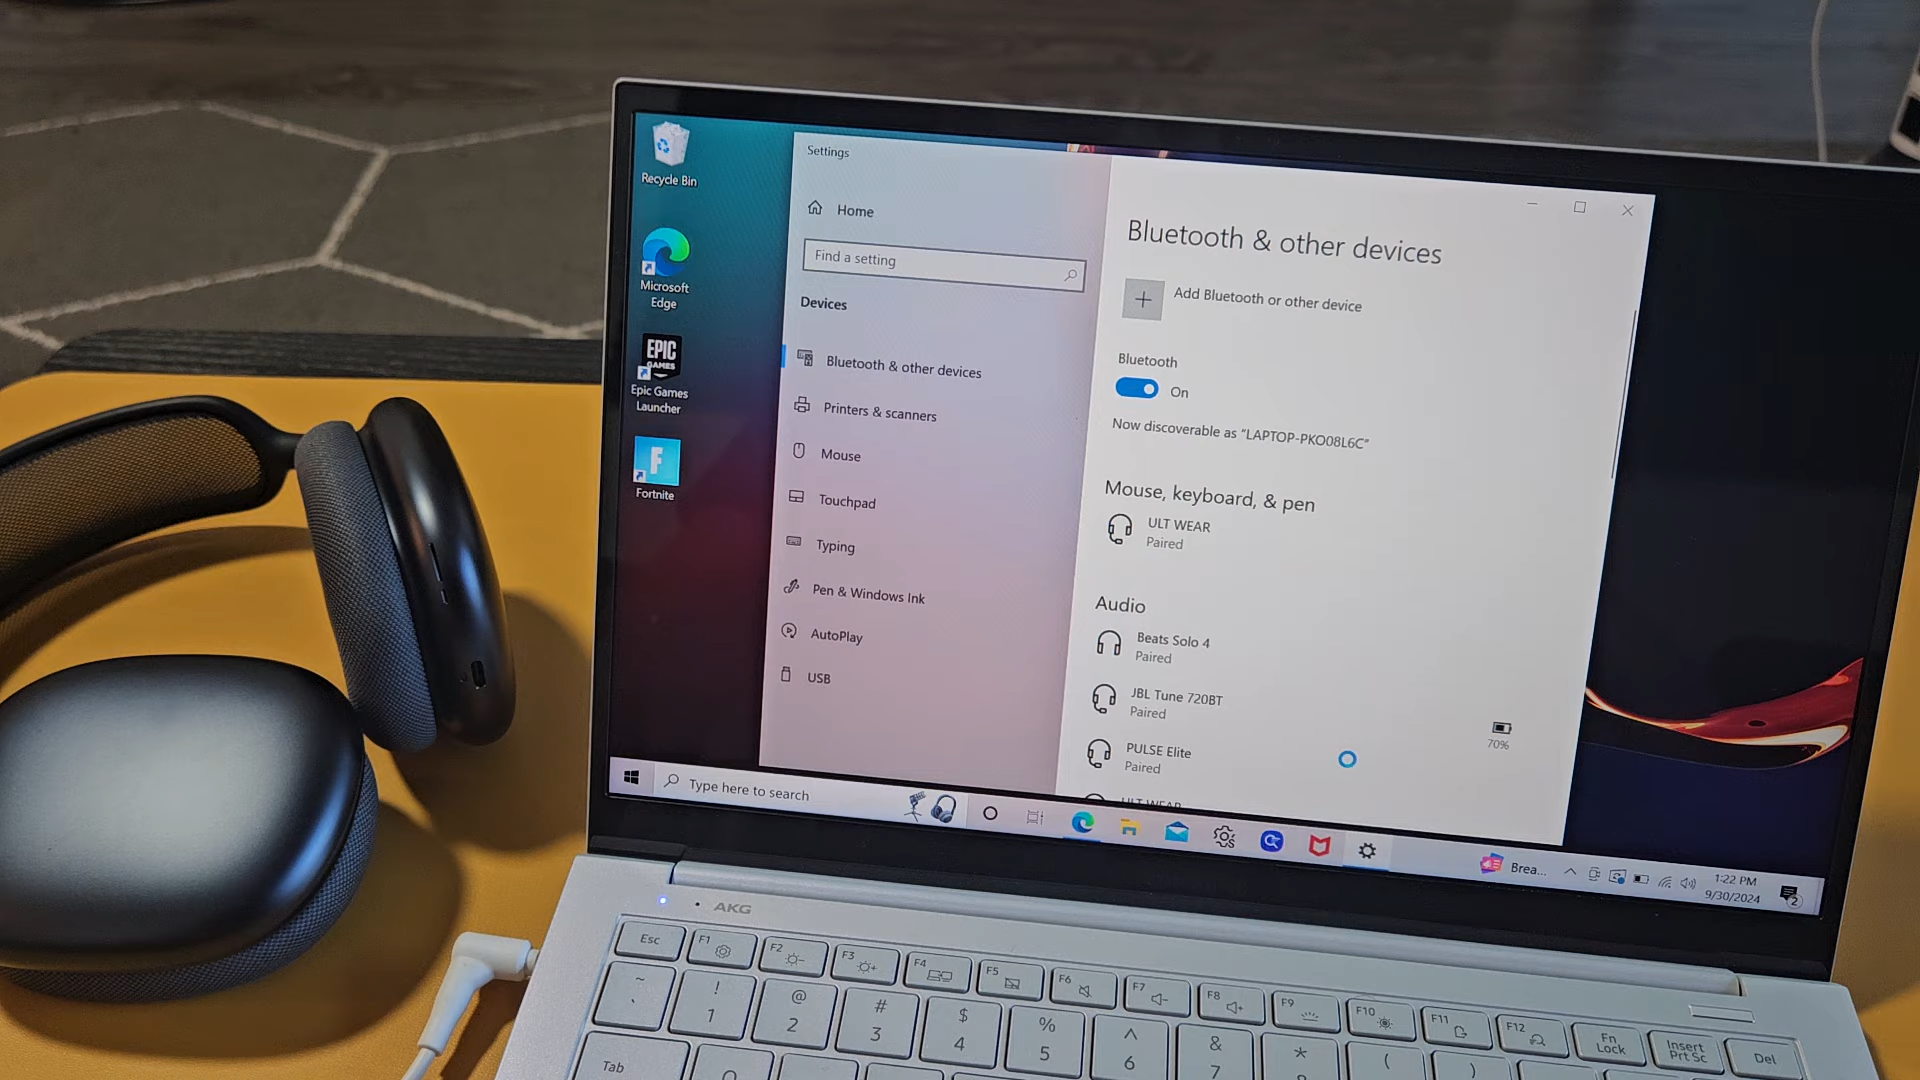 Recycle Bin
Microsoft
Edge
EPIC
GAMES
Epic Games
Launcher
F
Fortnite
Settings
Home
Find a setting
Devices
Bluetooth & other devices
Printers & scanners
Mouse
Touchpad
Typing
Pen & Windows Ink
AutoPlay
USB
Bluetooth & other devices
Add Bluetooth or other device
Bluetooth
On
Now discoverable as "LAPTOP-PKO08L6C"
Mouse, keyboard, & pen
ULT WEAR
Paired
Audio
Beats Solo 4
Paired
JBL Tune 720BT
Paired
PULSE Elite
Paired
70%
ULT WEAR
Type here to search
Brea...
1:22 PM
9/30/2024
2
AKG
Esc
F1
F2
F3
F4
F5
F6
F7
F8
F9
F10
F11
F12
Fn
Lock
Insert
Prt Sc
Del
~ `
! 1
@ 2
# 3
$ 4
% 5
^ 6
& 7
*
(
)
Tab